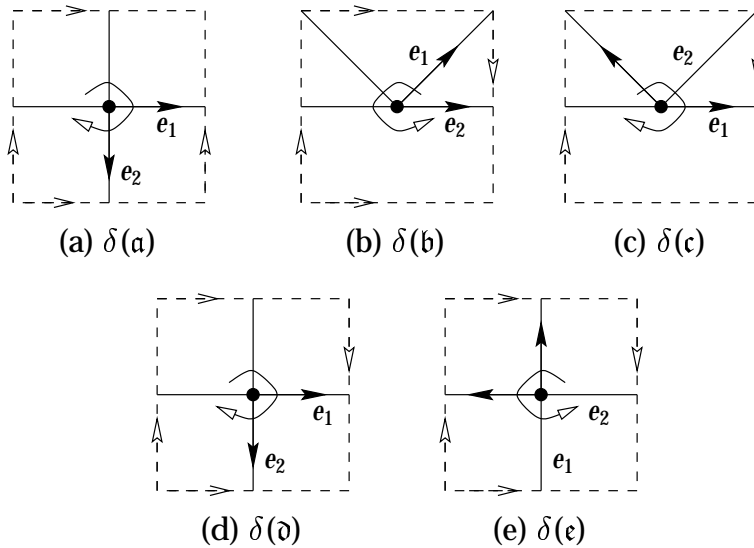 e₁
e₂
(a) δ(𝔞)
e₁
e₂
(b) δ(𝔟)
e₂
e₁
(c) δ(𝔠)
e₁
e₂
(d) δ(𝔡)
e₂
e₁
(e) δ(𝔢)